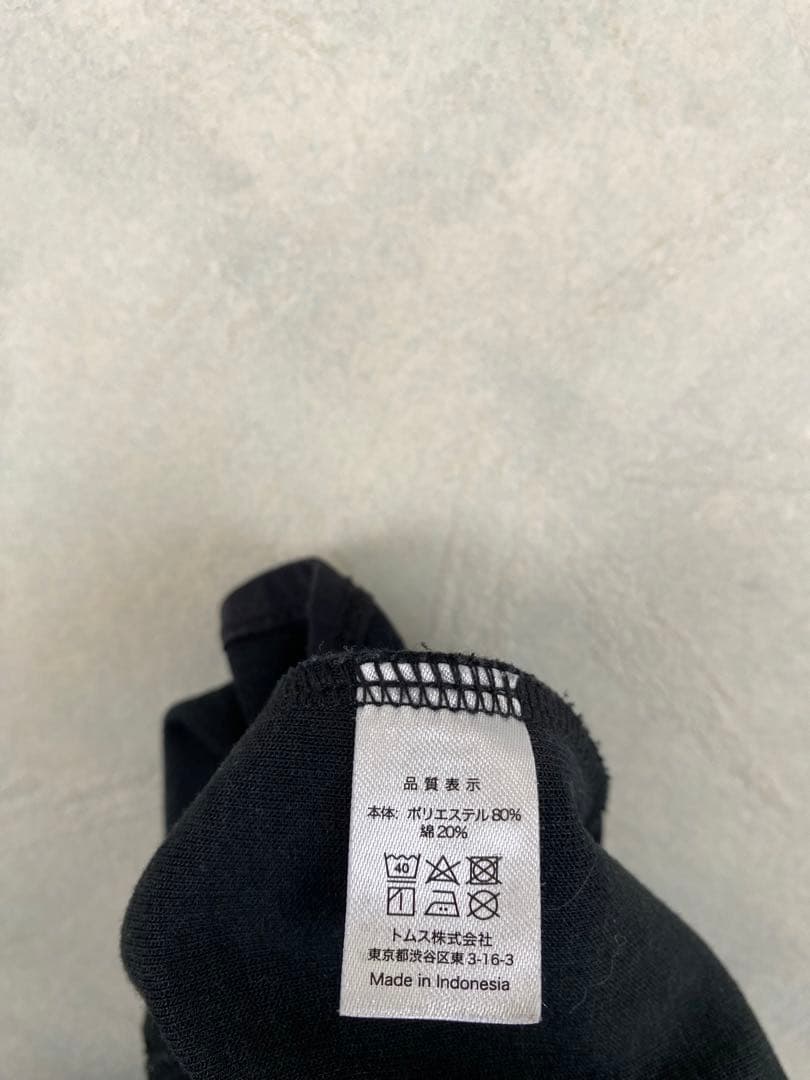 品質表示
本体: ポリエステル 80%
綿 20%
40
トムス株式会社
東京都渋谷区東 3-16-3
Made in Indonesia